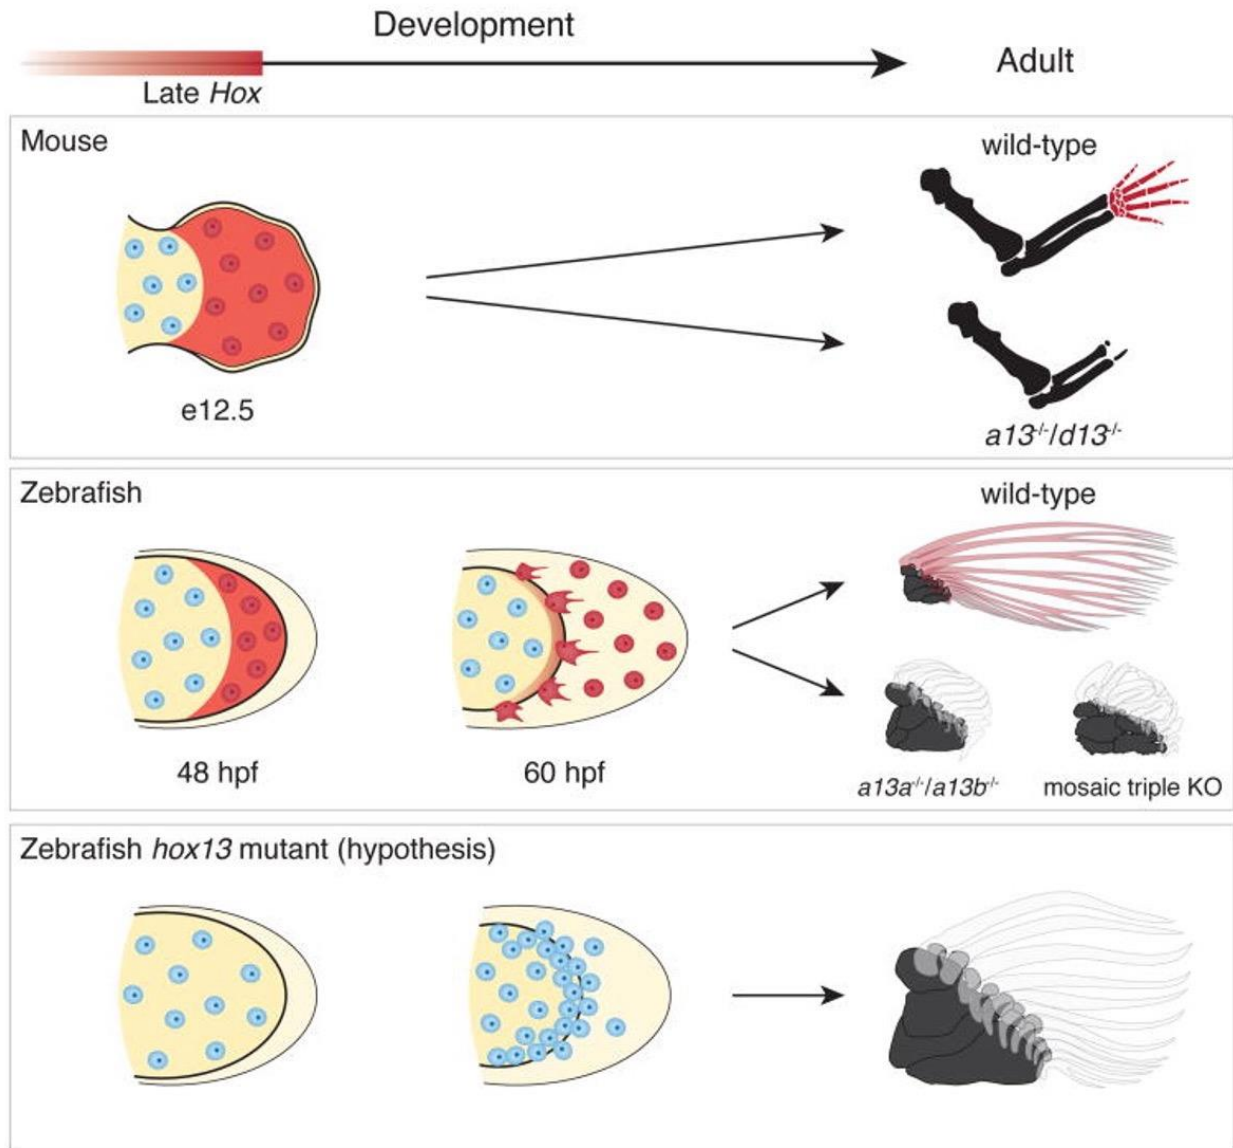 Development
Adult
Late Hox
Mouse
wild-type
e12.5
a13-/-/d13-/-
Zebrafish
wild-type
48 hpf
60 hpf
a13a-/-/a13b-/-
mosaic triple KO
Zebrafish hox13 mutant (hypothesis)